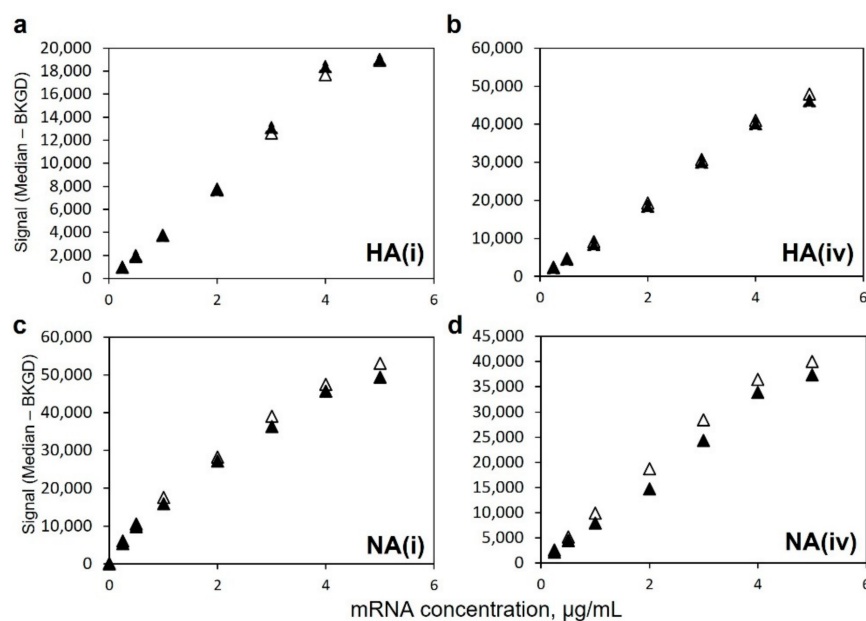 a
Signal (Median – BKGD)
20,000
18,000
16,000
14,000
12,000
10,000
8,000
6,000
4,000
2,000
0
0 2 4 6
HA(i)
b
60,000
50,000
40,000
30,000
20,000
10,000
0
0 2 4 6
HA(iv)
c
Signal (Median – BKGD)
60,000
50,000
40,000
30,000
20,000
10,000
0
0 2 4 6
NA(i)
d
45,000
40,000
35,000
30,000
25,000
20,000
15,000
10,000
5,000
0
0 2 4 6
NA(iv)
mRNA concentration, µg/mL